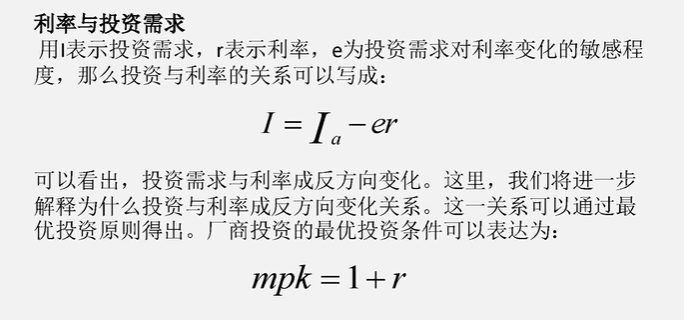 利率与投资需求
用I表示投资需求，r表示利率，e为投资需求对利率变化的敏感程
度，那么投资与利率的关系可以写成：
I = I_a − er
可以看出，投资需求与利率成反方向变化。这里，我们将进一步
解释为什么投资与利率成反方向变化关系。这一关系可以通过最
优投资原则得出。厂商投资的最优投资条件可以表达为：
mpk = 1 + r